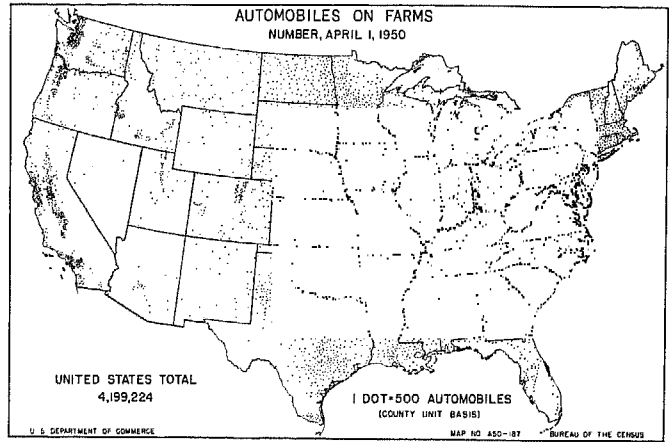 AUTOMOBILES ON FARMS
NUMBER, APRIL 1, 1950
UNITED STATES TOTAL
4,199,224
1 DOT=500 AUTOMOBILES
(COUNTY UNIT BASIS)
U S DEPARTMENT OF COMMERCE
MAP NO A50-187
BUREAU OF THE CENSUS